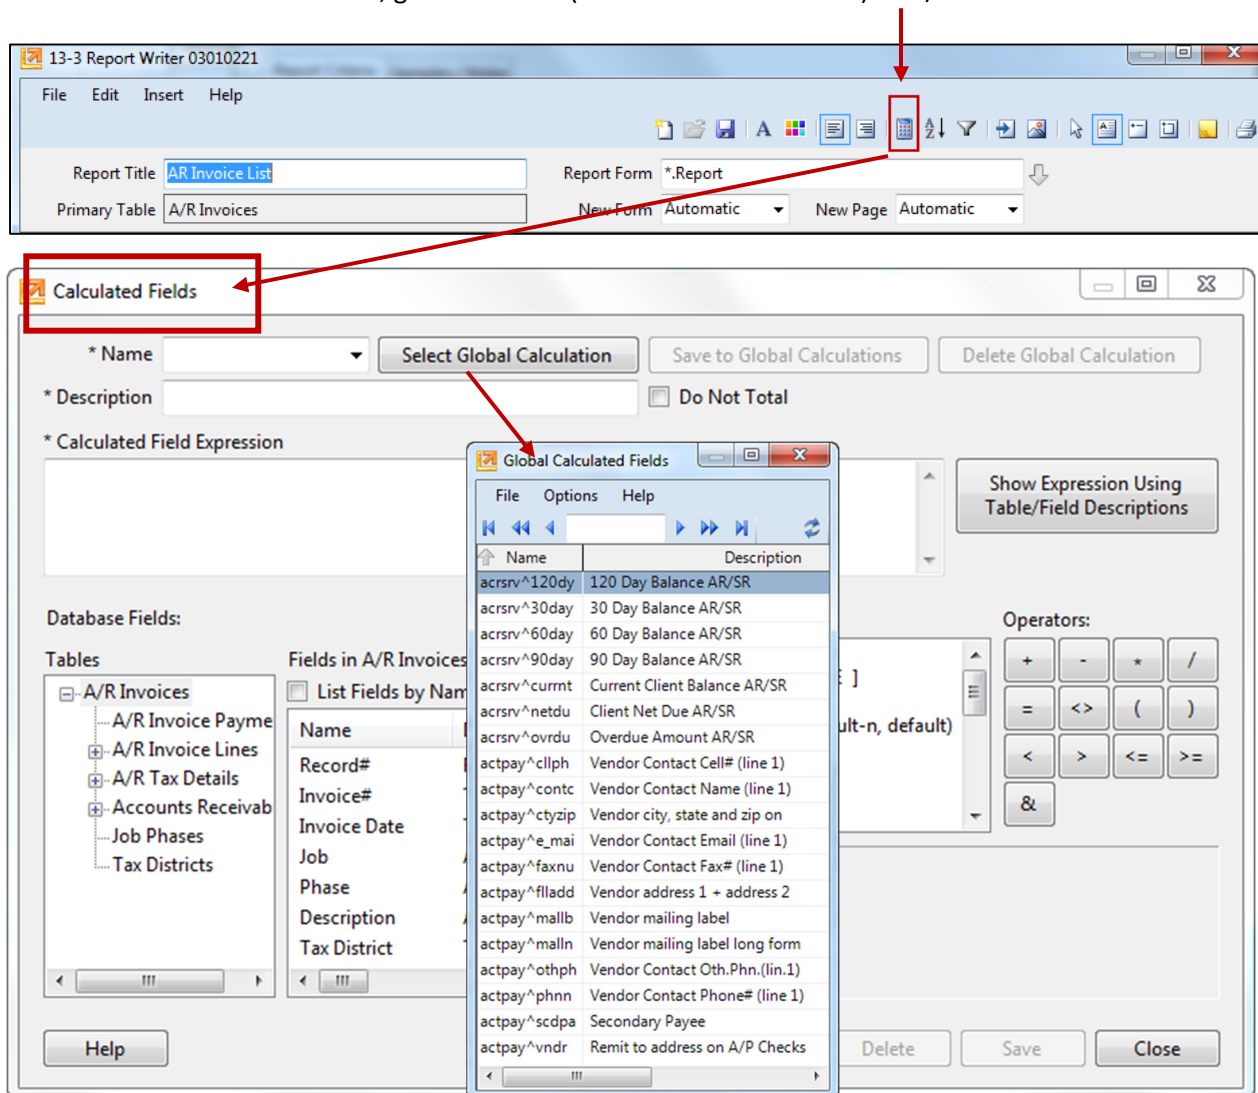 13-3 Report Writer 03010221
File Edit Insert Help
Report Title AR Invoice List Report Form *.Report
Primary Table A/R Invoices New Form Automatic New Page Automatic
Calculated Fields
* Name Select Global Calculation Save to Global Calculations Delete Global Calculation
* Description Do Not Total
* Calculated Field Expression
Show Expression Using
Table/Field Descriptions
Global Calculated Fields
File Options Help
Name Description
acrsrv^120dy 120 Day Balance AR/SR
acrsrv^30day 30 Day Balance AR/SR
acrsrv^60day 60 Day Balance AR/SR
acrsrv^90day 90 Day Balance AR/SR
acrsrv^currnt Current Client Balance AR/SR
acrsrv^netdu Client Net Due AR/SR
acrsrv^ovrdu Overdue Amount AR/SR
actpay^cllph Vendor Contact Cell# (line 1)
actpay^contc Vendor Contact Name (line 1)
actpay^ctyzip Vendor city, state and zip on
actpay^e_mai Vendor Contact Email (line 1)
actpay^faxnu Vendor Contact Fax# (line 1)
actpay^flladd Vendor address 1 + address 2
actpay^mallb Vendor mailing label
actpay^malln Vendor mailing label long form
actpay^othph Vendor Contact Oth.Phn.(lin.1)
actpay^phnn Vendor Contact Phone# (line 1)
actpay^scdpa Secondary Payee
actpay^vndr Remit to address on A/P Checks
Database Fields:
Tables
A/R Invoices
A/R Invoice Payme
A/R Invoice Lines
A/R Tax Details
Accounts Receivab
Job Phases
Tax Districts
Fields in A/R Invoices
List Fields by Nam
Name
Record#
Invoice#
Invoice Date
Job
Phase
Description
Tax District
]
ult-n, default)
Operators:
+ - * /
= <> ( )
< > <= >=
&
Help Delete Save Close